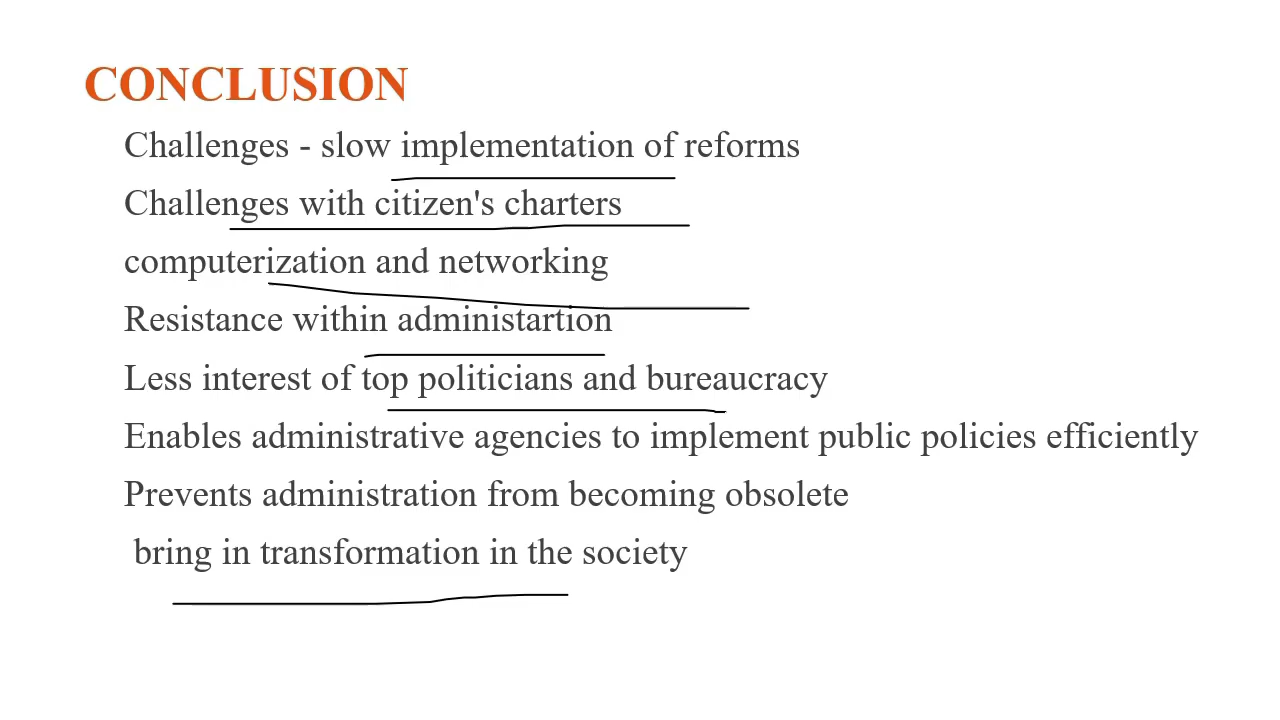 CONCLUSION
Challenges - slow implementation of reforms
Challenges with citizen's charters
computerization and networking
Resistance within administartion
Less interest of top politicians and bureaucracy
Enables administrative agencies to implement public policies efficiently
Prevents administration from becoming obsolete
bring in transformation in the society